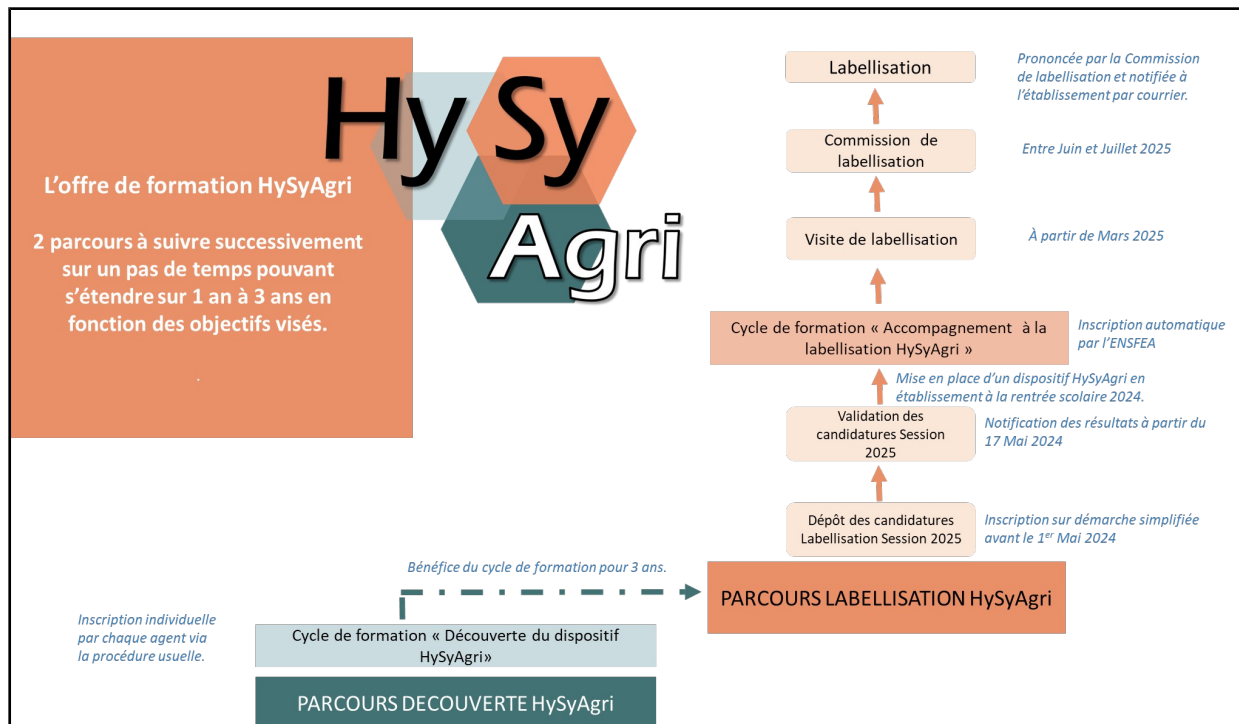 L'offre de formation HySyAgri
2 parcours à suivre successivement
sur un pas de temps pouvant
s'étendre sur 1 an à 3 ans en
fonction des objectifs visés.
.
Hy Sy
Agri
Labellisation
Prononcée par la Commission
de labellisation et notifiée à
l'établissement par courrier.
Commission de
labellisation
Entre Juin et Juillet 2025
Visite de labellisation
À partir de Mars 2025
Cycle de formation « Accompagnement à la
labellisation HySyAgri »
Inscription automatique
par l'ENSFEA
Mise en place d'un dispositif HySyAgri en
établissement à la rentrée scolaire 2024.
Validation des
candidatures Session
2025
Notification des résultats à partir du
17 Mai 2024
Dépôt des candidatures
Labellisation Session 2025
Inscription sur démarche simplifiée
avant le 1er Mai 2024
PARCOURS LABELLISATION HySyAgri
Bénéfice du cycle de formation pour 3 ans.
Inscription individuelle
par chaque agent via
la procédure usuelle.
Cycle de formation « Découverte du dispositif
HySyAgri»
PARCOURS DECOUVERTE HySyAgri